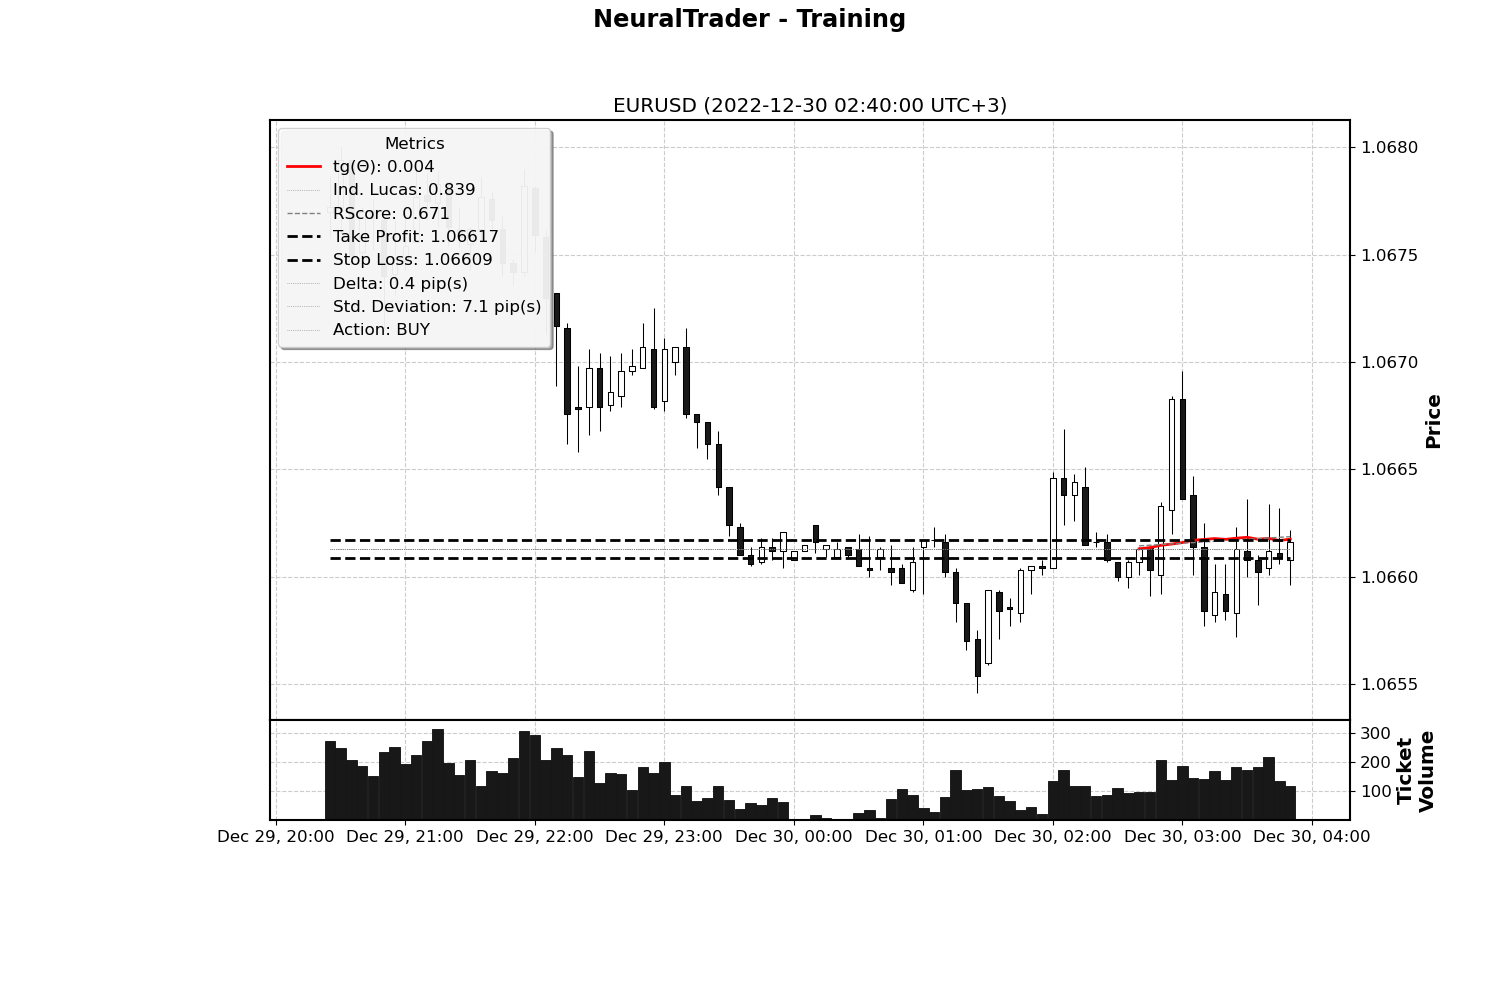 NeuralTrader - Training
EURUSD (2022-12-30 02:40:00 UTC+3)
Metrics
tg(Θ): 0.004
Ind. Lucas: 0.839
RScore: 0.671
Take Profit: 1.06617
Stop Loss: 1.06609
Delta: 0.4 pip(s)
Std. Deviation: 7.1 pip(s)
Action: BUY
1.0680
1.0675
1.0670
1.0665
1.0660
1.0655
Price
300
200
100
Ticket
Volume
Dec 29, 20:00 Dec 29, 21:00 Dec 29, 22:00 Dec 29, 23:00 Dec 30, 00:00 Dec 30, 01:00 Dec 30, 02:00 Dec 30, 03:00 Dec 30, 04:00